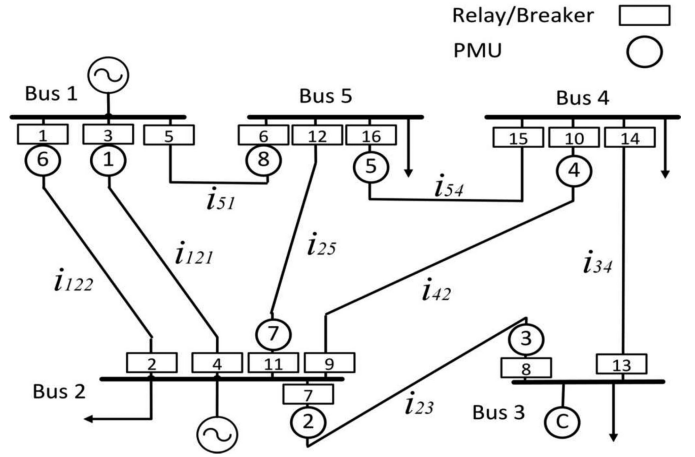 Relay/Breaker
PMU
Bus 1
Bus 5
Bus 4
1 3 5 6 12 16 15 10 14
6 1 8 5 4
i51
i54
i122
i121
i25
i42
i34
7
3
2 4 11 9 8 13
Bus 2
7
2
i23
Bus 3
C